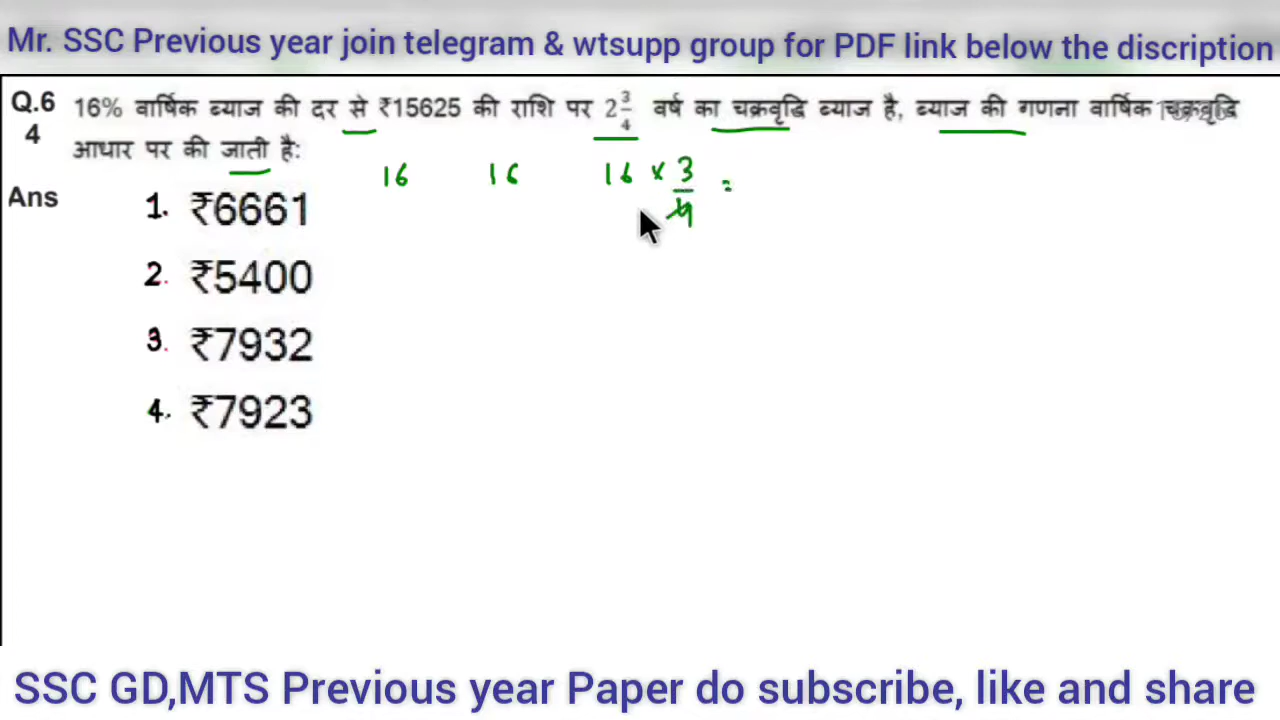 Mr. SSC Previous year join telegram & wtsupp group for PDF link below the discription
Q.6 16% वार्षिक ब्याज की दर से ₹15625 की राशि पर 2 3/4 वर्ष का चक्रवृद्धि ब्याज है, ब्याज की गणना वार्षिक चक्रवृद्धि
4 आधार पर की जाती है:
16 16 16 × 3/4 =
Ans 1. ₹6661
2. ₹5400
3. ₹7932
4. ₹7923
SSC GD,MTS Previous year Paper do subscribe, like and share